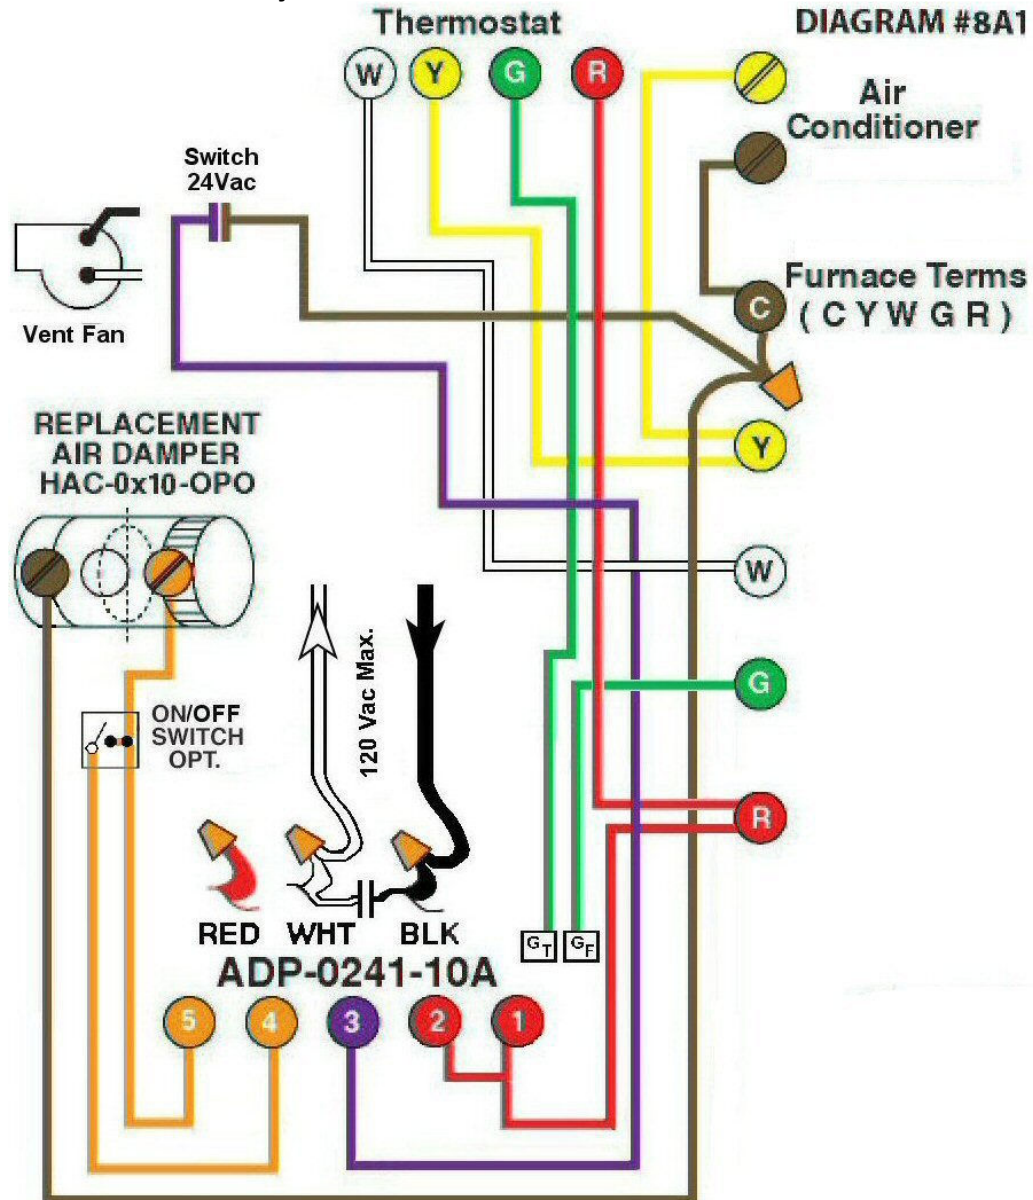 Thermostat
DIAGRAM #8A1
W Y G R
Air
Conditioner
Switch
24Vac
Furnace Terms
( C Y W G R )
C
Vent Fan
REPLACEMENT
AIR DAMPER
HAC-0x10-OPO
Y
W
120 Vac Max.
G
ON/OFF
SWITCH
OPT.
R
RED WHT BLK
GT GF
ADP-0241-10A
5 4 3 2 1